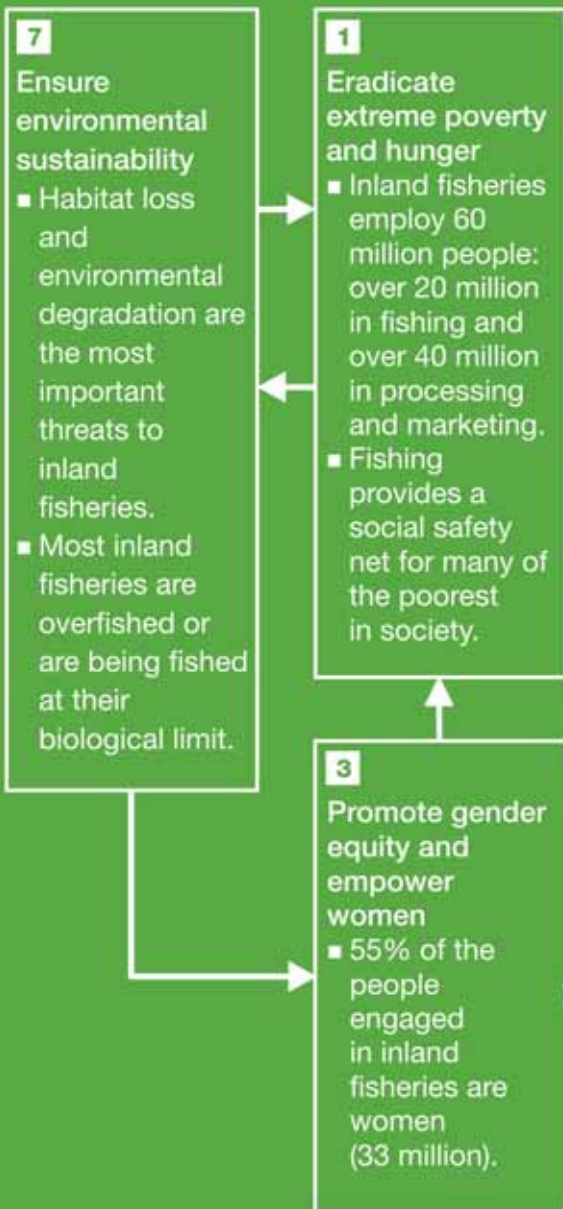 7
Ensure
environmental
sustainability
■ Habitat loss
and
environmental
degradation are
the most
important
threats to
inland
fisheries.
■ Most inland
fisheries are
overfished or
are being fished
at their
biological limit.
1
Eradicate
extreme poverty
and hunger
■ Inland fisheries
employ 60
million people:
over 20 million
in fishing and
over 40 million
in processing
and marketing.
■ Fishing
provides a
social safety
net for many of
the poorest
in society.
3
Promote gender
equity and
empower
women
■ 55% of the
people
engaged
in inland
fisheries are
women
(33 million).